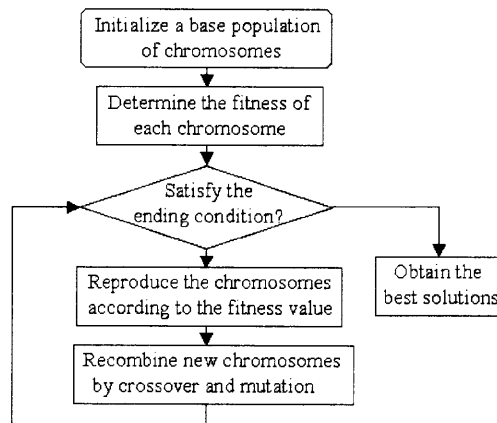 Initialize a base population
of chromosomes
Determine the fitness of
each chromosome
Satisfy the
ending condition?
Reproduce the chromosomes
according to the fitness value
Obtain the
best solutions
Recombine new chromosomes
by crossover and mutation